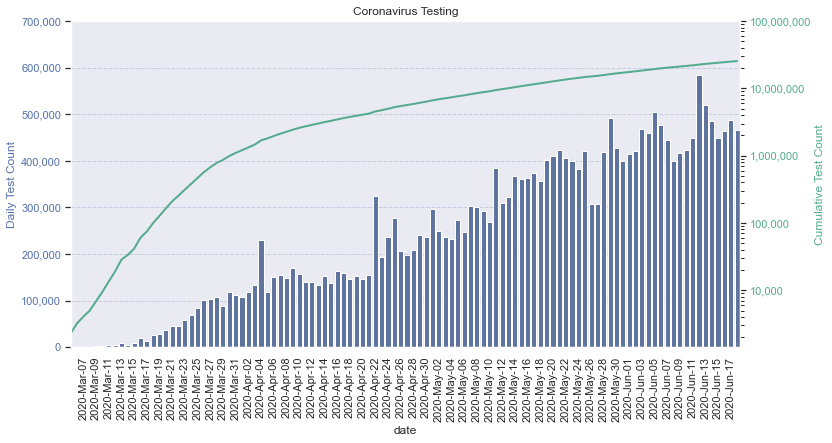 Coronavirus Testing
700,000
600,000
500,000
400,000
300,000
200,000
100,000
0
Daily Test Count
100,000,000
10,000,000
1,000,000
100,000
10,000
Cumulative Test Count
2020-Mar-07
2020-Mar-09
2020-Mar-11
2020-Mar-13
2020-Mar-15
2020-Mar-17
2020-Mar-19
2020-Mar-21
2020-Mar-23
2020-Mar-25
2020-Mar-27
2020-Mar-29
2020-Mar-31
2020-Apr-02
2020-Apr-04
2020-Apr-06
2020-Apr-08
2020-Apr-10
2020-Apr-12
2020-Apr-14
2020-Apr-16
2020-Apr-18
2020-Apr-20
2020-Apr-22
2020-Apr-24
2020-Apr-26
2020-Apr-28
2020-Apr-30
2020-May-02
2020-May-04
2020-May-06
2020-May-08
2020-May-10
2020-May-12
2020-May-14
2020-May-16
2020-May-18
2020-May-20
2020-May-22
2020-May-24
2020-May-26
2020-May-28
2020-May-30
2020-Jun-01
2020-Jun-03
2020-Jun-05
2020-Jun-07
2020-Jun-09
2020-Jun-11
2020-Jun-13
2020-Jun-15
2020-Jun-17
date